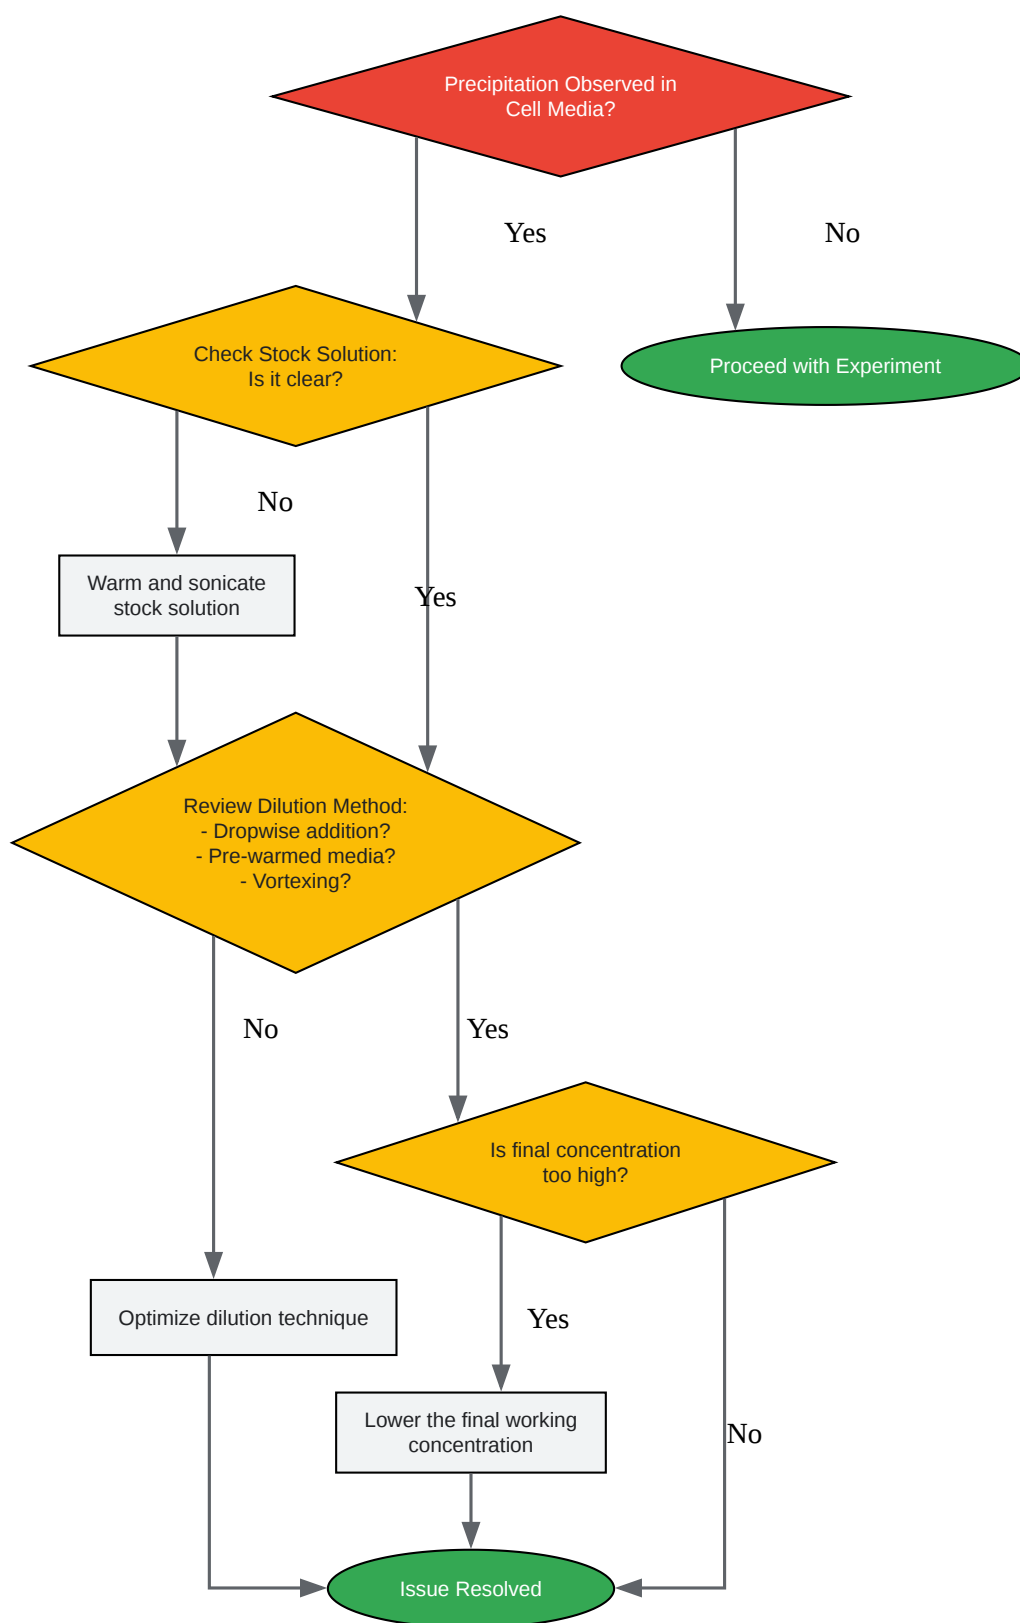 Precipitation Observed in
Cell Media?
Yes
No
Check Stock Solution:
Is it clear?
Proceed with Experiment
No
Warm and sonicate
stock solution
Yes
Review Dilution Method:
- Dropwise addition?
- Pre-warmed media?
- Vortexing?
No
Yes
Is final concentration
too high?
Optimize dilution technique
Yes
Lower the final working
concentration
No
Issue Resolved